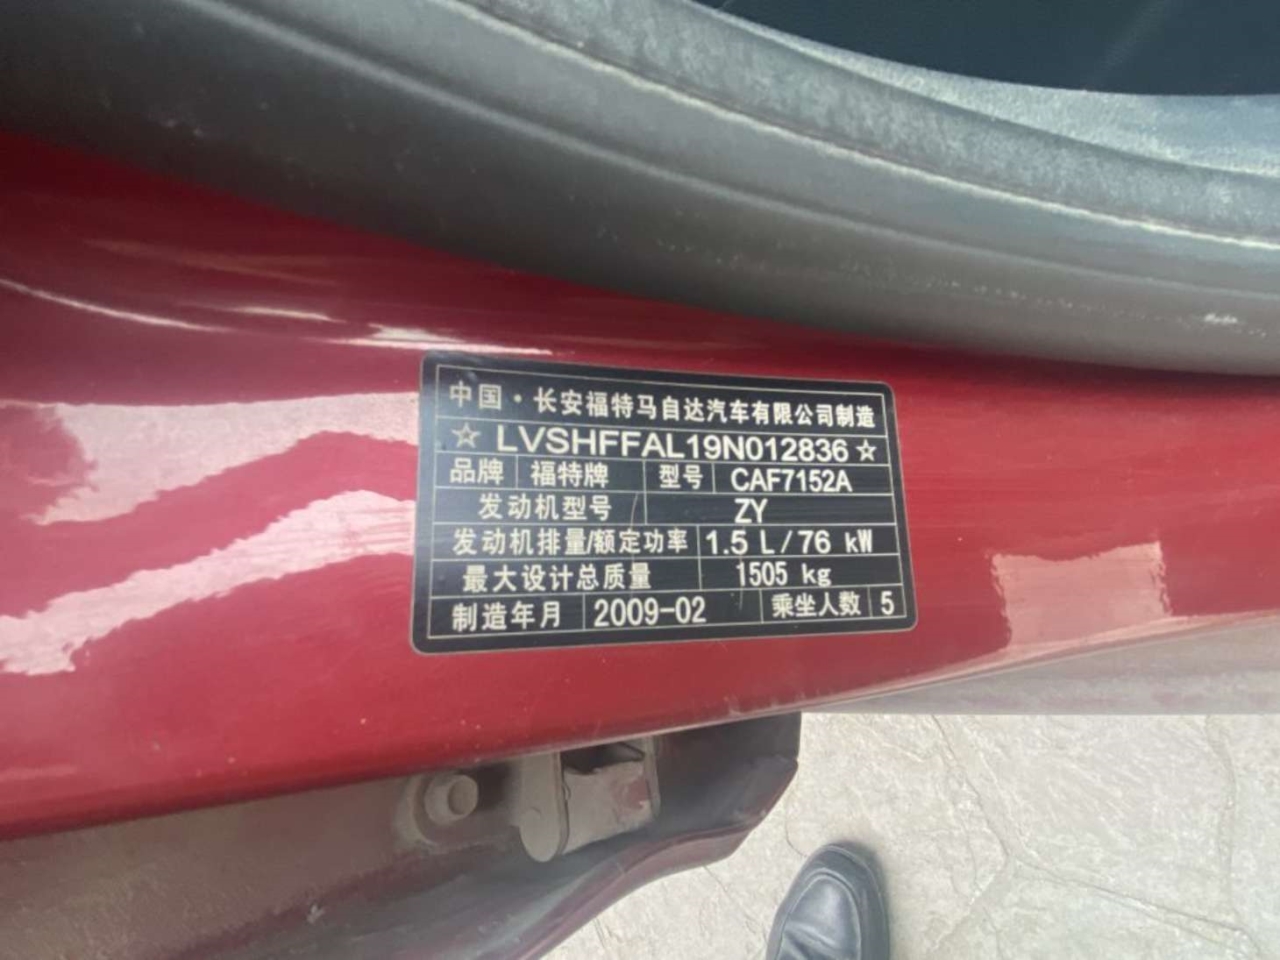 中国·长安福特马自达汽车有限公司制造
☆ LVSHFFAL19N012836 ☆
品牌 福特牌 型号 CAF7152A
发动机型号 ZY
发动机排量/额定功率 1.5 L / 76 kW
最大设计总质量 1505 kg
制造年月 2009-02 乘坐人数 5